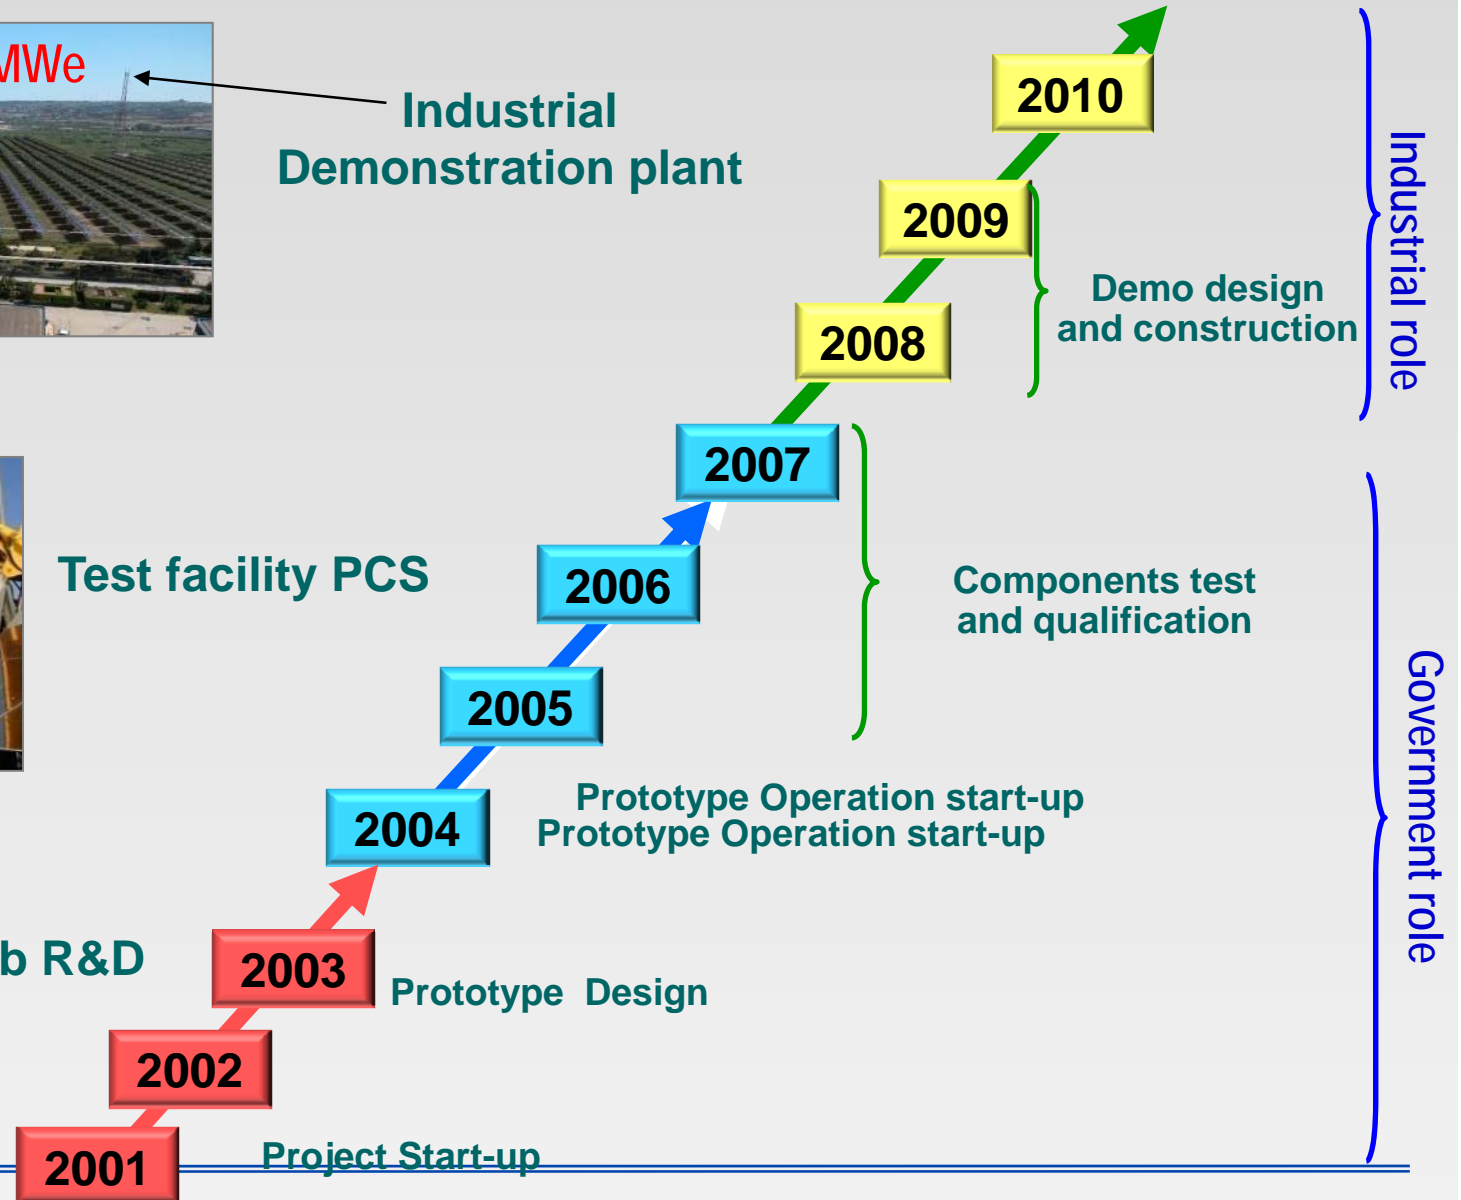 MWe
Industrial
Demonstration plant
2010
2009
2008
Demo design
and construction
Industrial role
2007
2006
Test facility PCS
Components test
and qualification
2005
2004
Prototype Operation start-up
Prototype Operation start-up
Government role
b R&D
2003
Prototype  Design
2002
2001
Project Start-up